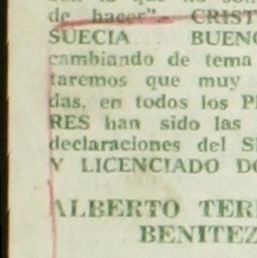 de hacer".- CRIST
SUECIA BUENO
cambiando de tema
taremos que muy
das, en todos los P
RES han sido las
declaraciones del S
Y LICENCIADO DO
ALBERTO TER
BENITEZ